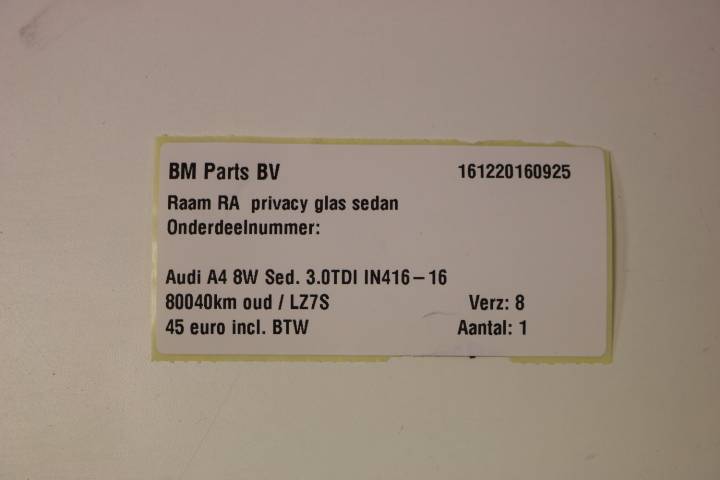 BM Parts BV 161220160925
Raam RA privacy glas sedan
Onderdeelnummer:
Audi A4 8W Sed. 3.0TDI IN416-16
80040km oud / LZ7S Verz: 8
45 euro incl. BTW Aantal: 1